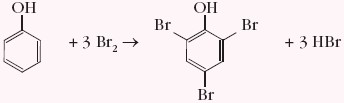 OH OH
Br Br
+ 3 Br₂ → + 3 HBr
Br